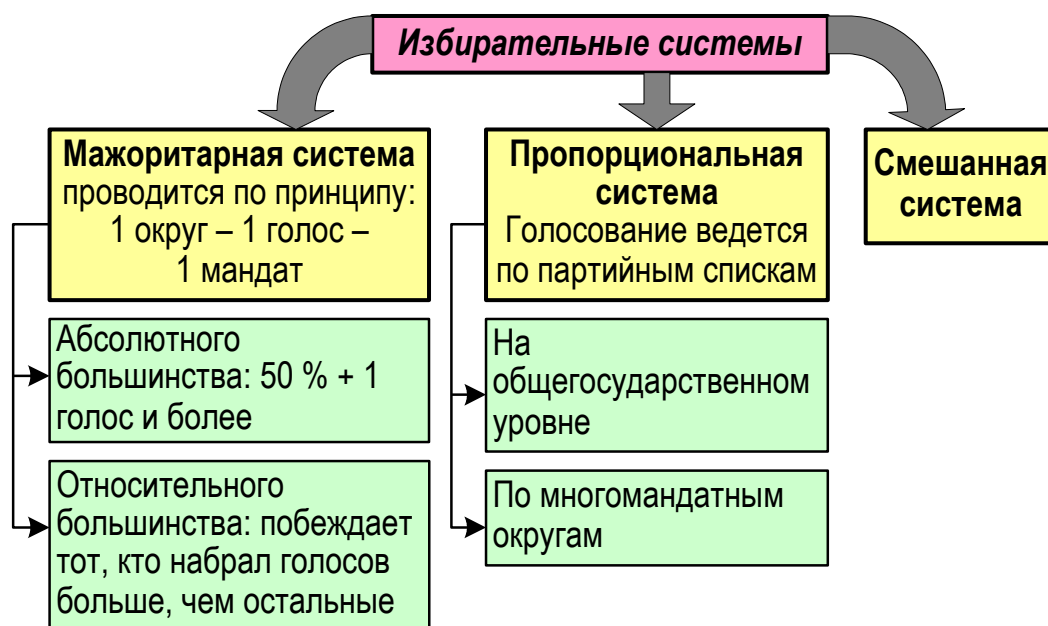 Избирательные системы
Мажоритарная система
проводится по принципу:
1 округ – 1 голос –
1 мандат
Абсолютного
большинства: 50 % + 1
голос и более
Относительного
большинства: побеждает
тот, кто набрал голосов
больше, чем остальные
Пропорциональная
система
Голосование ведется
по партийным спискам
На
общегосударственном
уровне
По многомандатным
округам
Смешанная
система